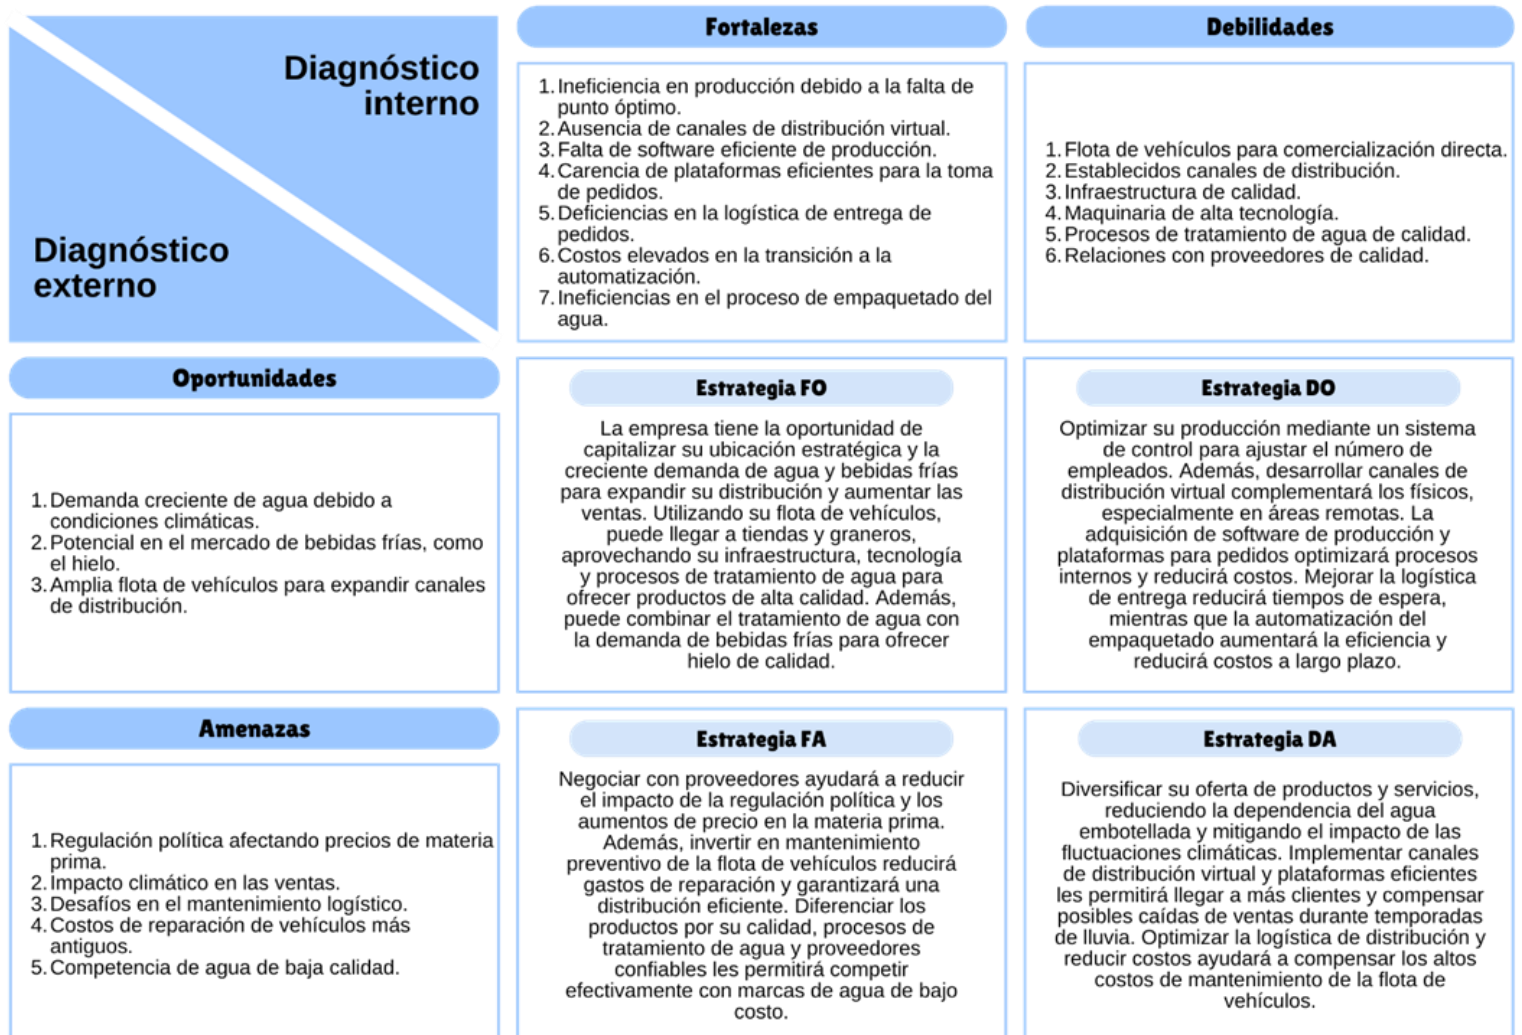 Diagnóstico
interno
Diagnóstico
externo
Fortalezas
1. Ineficiencia en producción debido a la falta de
punto óptimo.
2. Ausencia de canales de distribución virtual.
3. Falta de software eficiente de producción.
4. Carencia de plataformas eficientes para la toma
de pedidos.
5. Deficiencias en la logística de entrega de
pedidos.
6. Costos elevados en la transición a la
automatización.
7. Ineficiencias en el proceso de empaquetado del
agua.
Debilidades
1. Flota de vehículos para comercialización directa.
2. Establecidos canales de distribución.
3. Infraestructura de calidad.
4. Maquinaria de alta tecnología.
5. Procesos de tratamiento de agua de calidad.
6. Relaciones con proveedores de calidad.
Oportunidades
1. Demanda creciente de agua debido a
condiciones climáticas.
2. Potencial en el mercado de bebidas frías, como
el hielo.
3. Amplia flota de vehículos para expandir canales
de distribución.
Estrategia FO
La empresa tiene la oportunidad de
capitalizar su ubicación estratégica y la
creciente demanda de agua y bebidas frías
para expandir su distribución y aumentar las
ventas. Utilizando su flota de vehículos,
puede llegar a tiendas y graneros,
aprovechando su infraestructura, tecnología
y procesos de tratamiento de agua para
ofrecer productos de alta calidad. Además,
puede combinar el tratamiento de agua con
la demanda de bebidas frías para ofrecer
hielo de calidad.
Estrategia DO
Optimizar su producción mediante un sistema
de control para ajustar el número de
empleados. Además, desarrollar canales de
distribución virtual complementará los físicos,
especialmente en áreas remotas. La
adquisición de software de producción y
plataformas para pedidos optimizará procesos
internos y reducirá costos. Mejorar la logística
de entrega reducirá tiempos de espera,
mientras que la automatización del
empaquetado aumentará la eficiencia y
reducirá costos a largo plazo.
Amenazas
1. Regulación política afectando precios de materia
prima.
2. Impacto climático en las ventas.
3. Desafíos en el mantenimiento logístico.
4. Costos de reparación de vehículos más
antiguos.
5. Competencia de agua de baja calidad.
Estrategia FA
Negociar con proveedores ayudará a reducir
el impacto de la regulación política y los
aumentos de precio en la materia prima.
Además, invertir en mantenimiento
preventivo de la flota de vehículos reducirá
gastos de reparación y garantizará una
distribución eficiente. Diferenciar los
productos por su calidad, procesos de
tratamiento de agua y proveedores
confiables les permitirá competir
efectivamente con marcas de agua de bajo
costo.
Estrategia DA
Diversificar su oferta de productos y servicios,
reduciendo la dependencia del agua
embotellada y mitigando el impacto de las
fluctuaciones climáticas. Implementar canales
de distribución virtual y plataformas eficientes
les permitirá llegar a más clientes y compensar
posibles caídas de ventas durante temporadas
de lluvia. Optimizar la logística de distribución y
reducir costos ayudará a compensar los altos
costos de mantenimiento de la flota de
vehículos.